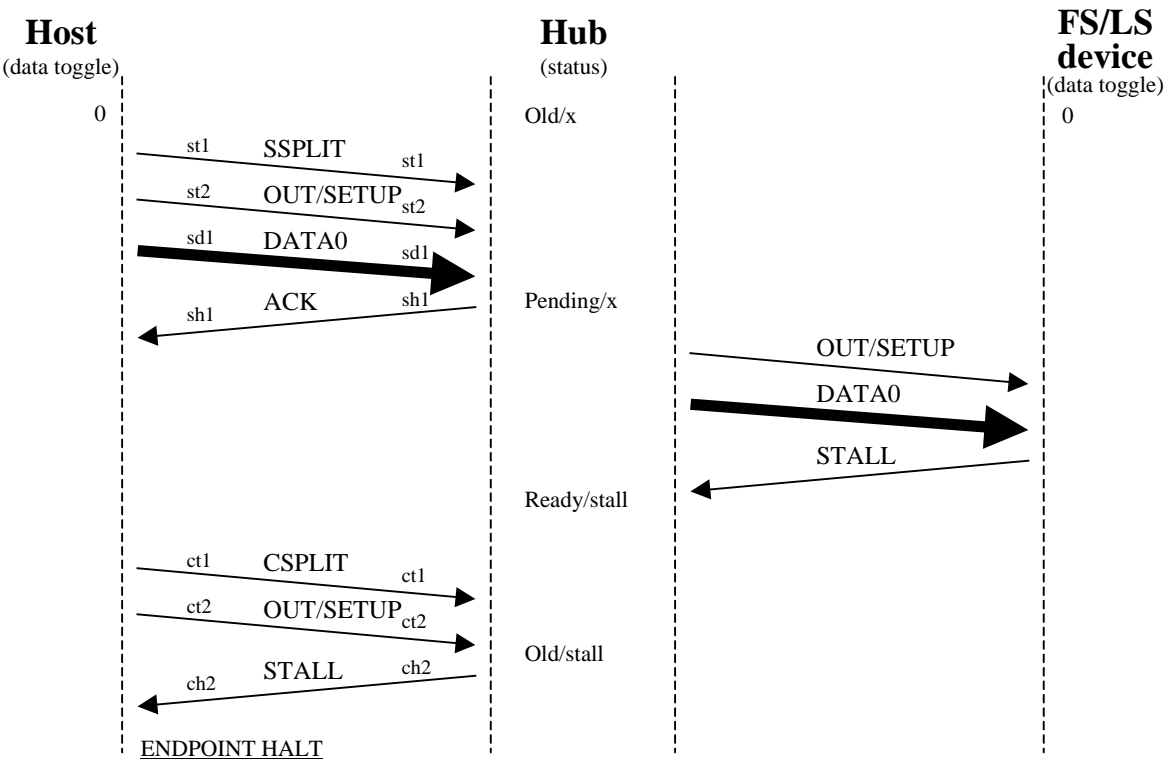 Host
(data toggle)
Hub
(status)
FS/LS
device
(data toggle)
0
Old/x
0
st1 SSPLIT st1
st2 OUT/SETUP st2
sd1 DATA0 sd1
sh1 ACK sh1
Pending/x
OUT/SETUP
DATA0
STALL
Ready/stall
ct1 CSPLIT ct1
ct2 OUT/SETUP ct2
Old/stall
ch2 STALL ch2
ENDPOINT HALT